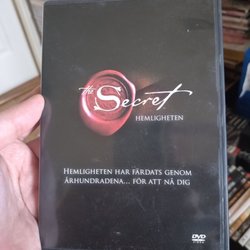 the Secret
HEMLIGHETEN
HEMLIGHETEN HAR FÄRDATS GENOM
ÅRHUNDRADENA... FÖR ATT NÅ DIG
DVD